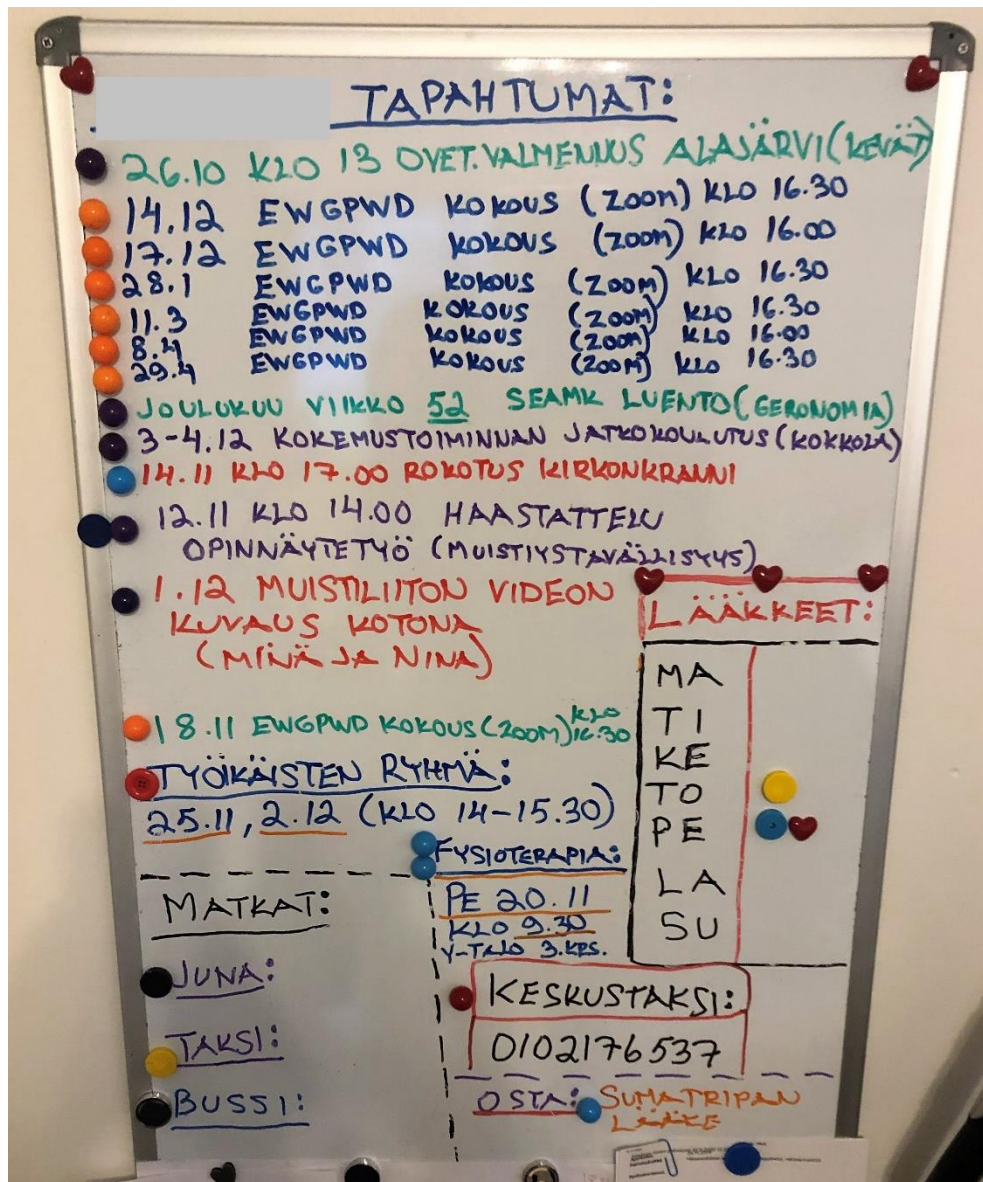 TAPAHTUMAT:
26.10 KLO 13 OVET.VALMENNUS ALAJÄRVI (KEVÄT)
14.12 EWGPWD KOKOUS (ZOOM) KLO 16.30
17.12 EWGPWD KOKOUS (ZOOM) KLO 16.00
28.1 EWGPWD KOKOUS (ZOOM) KLO 16.30
11.3 EWGPWD KOKOUS (ZOOM) KLO 16.30
8.4 EWGPWD KOKOUS (ZOOM) KLO 16.00
29.4 EWGPWD KOKOUS (ZOOM) KLO 16.30
JOULUKUU VIIKKO 52 SEAMK LUENTO (GERONOMIA)
3-4.12 KOKEMUSTOIMINNAN JATKOKOULUTUS (KOKKOLA)
14.11 KLO 17.00 ROKOTUS KIRKONKRANNI
12.11 KLO 14.00 HAASTATTELU
OPINNÄYTETYÖ (MUISTIYSTAVÄLLISYYS)
1.12 MUISTILIITON VIDEON
KUVAUS KOTONA
(MINÄ JA NINA)
18.11 EWGPWD KOKOUS (ZOOM) KLO 16.30
TYÖIKÄISTEN RYHMÄ:
25.11, 2.12 (KLO 14-15.30)
LÄÄKKEET:
MA
TI
KE
TO
PE
LA
SU
FYSIOTERAPIA:
PE 20.11
KLO 9.30
Y-TALO 3.KRS.
MATKAT:
JUNA:
TAKSI:
BUSSI:
KESKUSTAKSI:
0102176537
OSTA: SUMATRIPAN
LÄÄKE